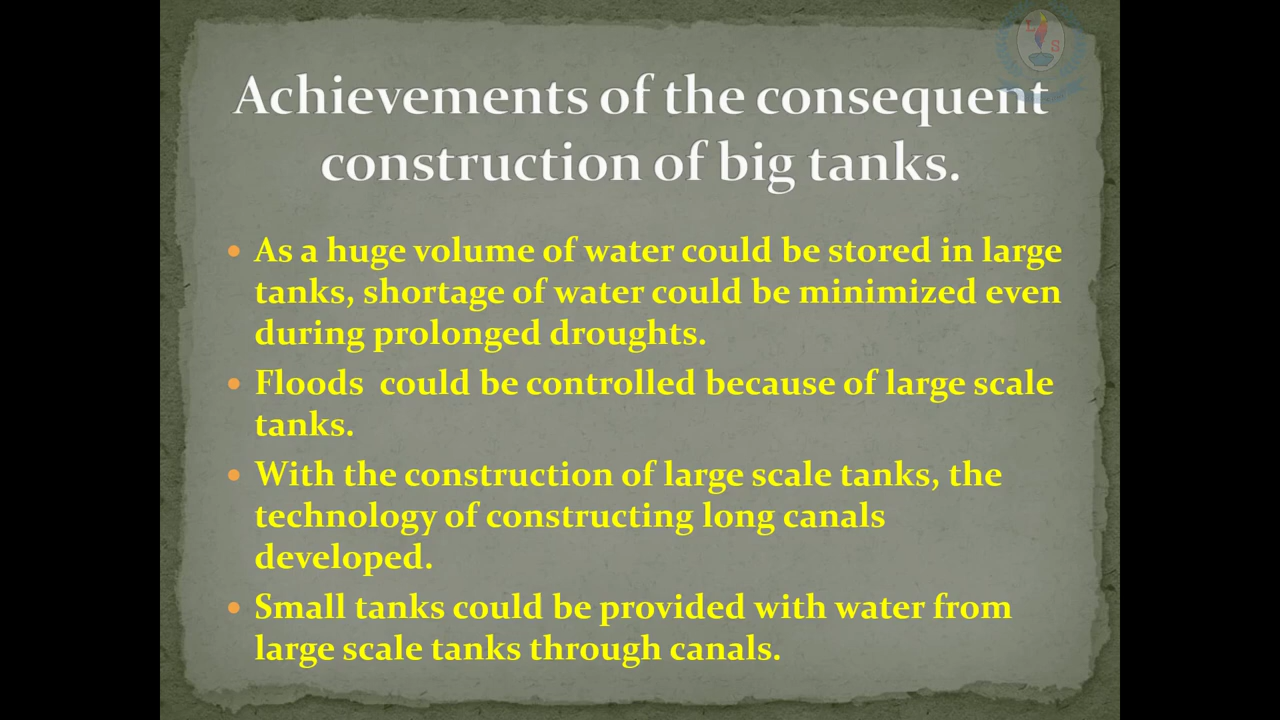 L
S
Achievements of the consequent
construction of big tanks.
• As a huge volume of water could be stored in large
tanks, shortage of water could be minimized even
during prolonged droughts.
• Floods  could be controlled because of large scale
tanks.
• With the construction of large scale tanks, the
technology of constructing long canals
developed.
• Small tanks could be provided with water from
large scale tanks through canals.